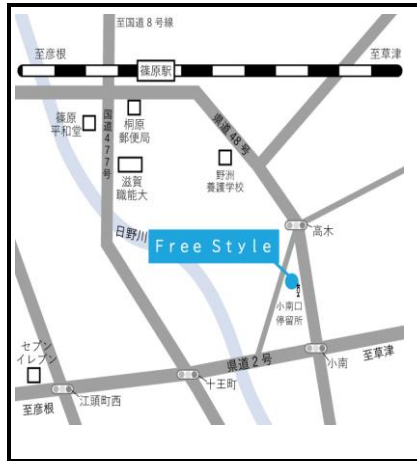 至国道8号線
至彦根
至草津
篠原駅
篠原
平和堂
国道477号
桐原
郵便局
県道48号
滋賀
職能大
野洲
養護学校
日野川
高木
Free Style
小南口
停留所
セブン
イレブン
県道2号
小南
至草津
十王町
江頭町西
至彦根